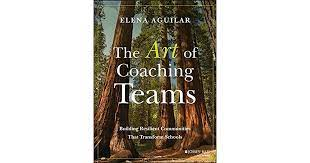 ELENA AGUILAR
The Art of
Coaching
Teams
Building Resilient Communities
That Transform Schools